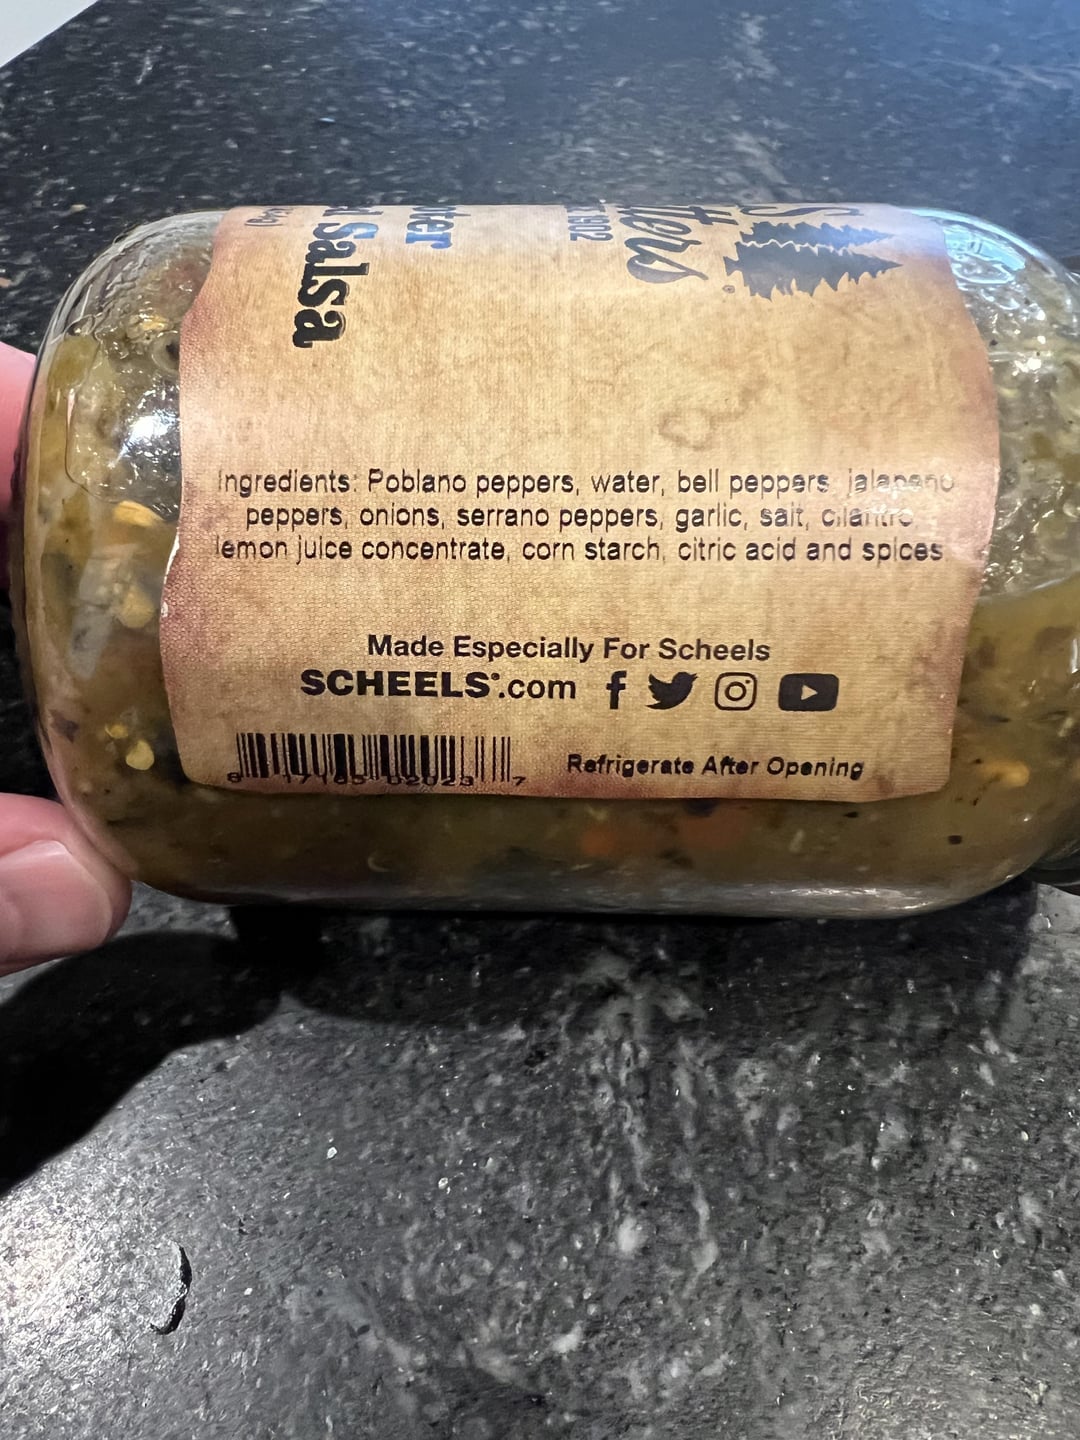 Salsa
1902
Ingredients: Poblano peppers, water, bell peppers, jalapeno
peppers, onions, serrano peppers, garlic, salt, cilantro,
lemon juice concentrate, corn starch, citric acid and spices
Made Especially For Scheels
SCHEELS®.com
Refrigerate After Opening